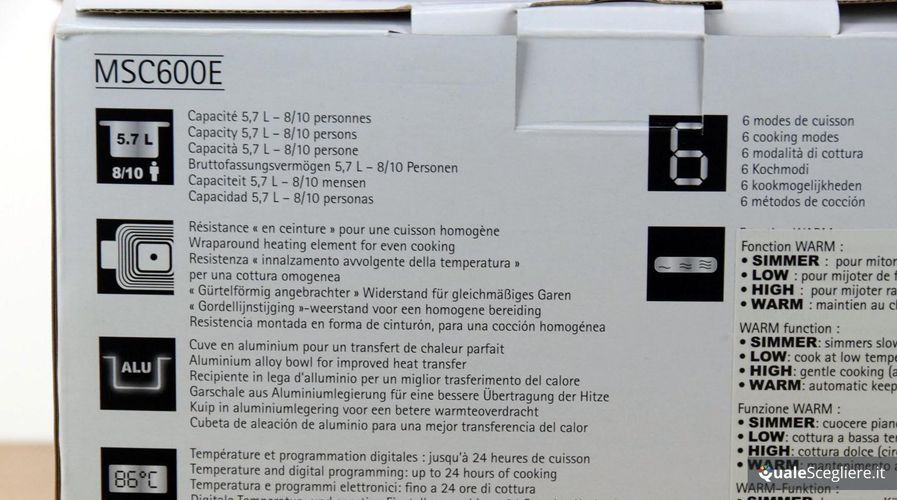 MSC600E
5.7 L
8/10
Capacité 5,7 L – 8/10 personnes
Capacity 5,7 L – 8/10 persons
Capacità 5,7 L – 8/10 persone
Bruttofassungsvermögen 5,7 L – 8/10 Personen
Capaciteit 5,7 L – 8/10 mensen
Capacidad 5,7 L – 8/10 personas
Résistance « en ceinture » pour une cuisson homogène
Wraparound heating element for even cooking
Resistenza « innalzamento avvolgente della temperatura »
per una cottura omogenea
« Gürtelförmig angebrachter » Widerstand für gleichmäßiges Garen
« Gordellijnstijging »-weerstand voor een homogene bereiding
Resistencia montada en forma de cinturón, para una cocción homogénea
ALU
Cuve en aluminium pour un transfert de chaleur parfait
Aluminium alloy bowl for improved heat transfer
Recipiente in lega d'alluminio per un miglior trasferimento del calore
Garschale aus Aluminiumlegierung für eine bessere Übertragung der Hitze
Kuip in aluminiumlegering voor een betere warmteoverdracht
Cubeta de aleación de aluminio para una mejor transferencia del calor
86°C
Température et programmation digitales : jusqu'à 24 heures de cuisson
Temperature and digital programming: up to 24 hours of cooking
Temperatura e programmi elettronici: fino a 24 ore di cottura
6
6 modes de cuisson
6 cooking modes
6 modalità di cottura
6 Kochmodi
6 kookmogelijkheden
6 métodos de cocción
Fonction WARM :
• SIMMER : pour mitor
• LOW : pour mijoter de f
• HIGH : pour mijoter ra
• WARM : maintien au ch
WARM function :
• SIMMER: simmers slow
• LOW: cook at low tempe
• HIGH: gentle cooking (a
• WARM: automatic keep
Funzione WARM :
• SIMMER: cuocere pian
• LOW: cottura a bassa te
• HIGH: cottura dolce (cir
• WARM: mantenimento a
WARM-Funktion :
QualeScegliere.it